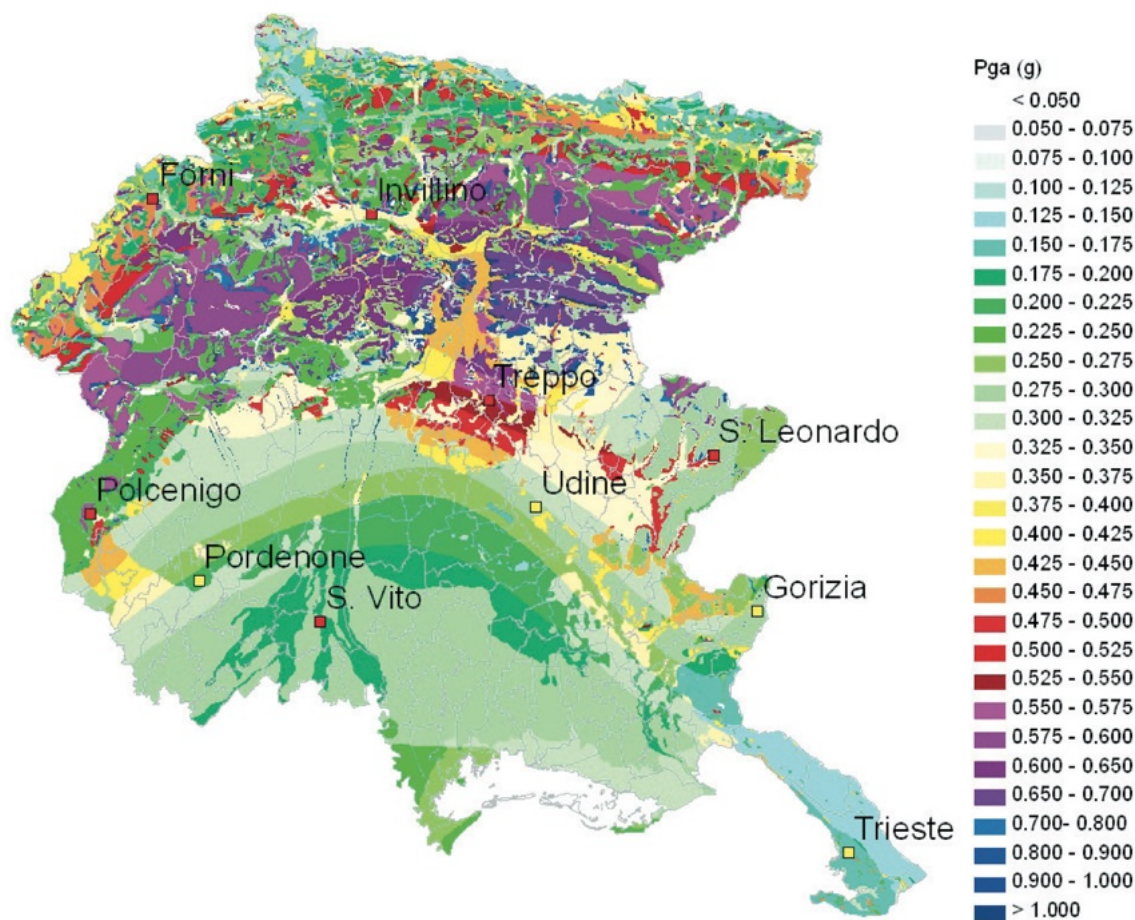 Pga (g)
< 0.050
0.050 - 0.075
0.075 - 0.100
0.100 - 0.125
0.125 - 0.150
0.150 - 0.175
0.175 - 0.200
0.200 - 0.225
0.225 - 0.250
0.250 - 0.275
0.275 - 0.300
0.300 - 0.325
0.325 - 0.350
0.350 - 0.375
0.375 - 0.400
0.400 - 0.425
0.425 - 0.450
0.450 - 0.475
0.475 - 0.500
0.500 - 0.525
0.525 - 0.550
0.550 - 0.575
0.575 - 0.600
0.600 - 0.650
0.650 - 0.700
0.700- 0.800
0.800 - 0.900
0.900 - 1.000
> 1.000
Forni
Invillino
Treppo
S. Leonardo
Polcenigo
Udine
Pordenone
S. Vito
Gorizia
Trieste